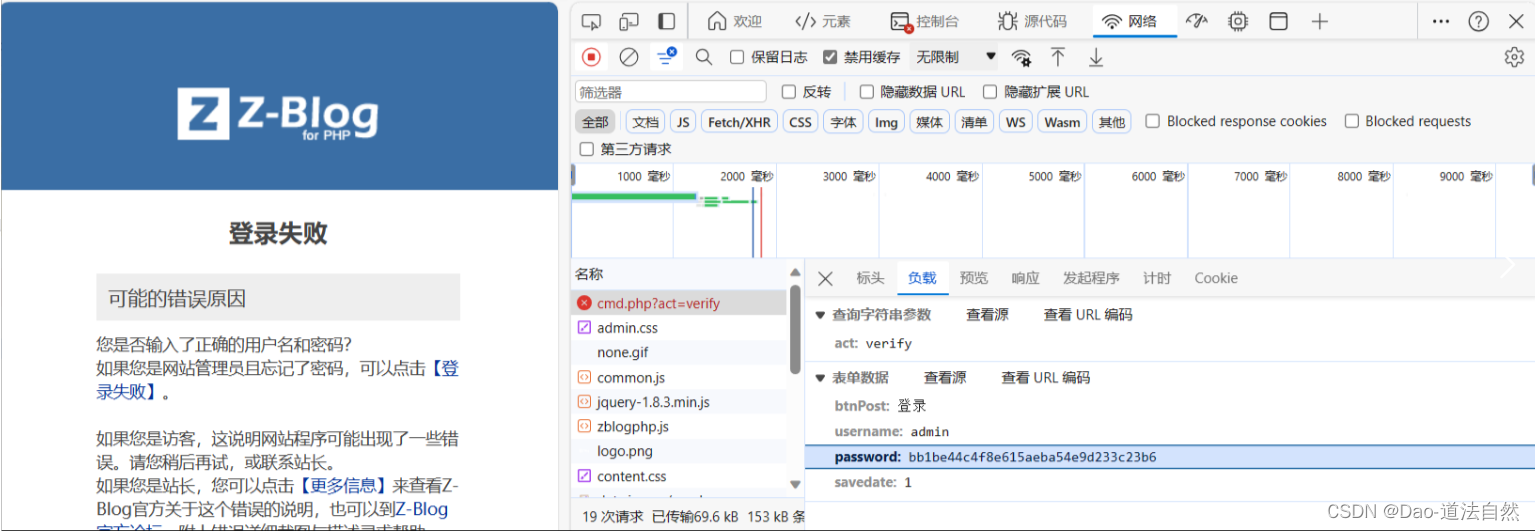 Z Z-Blog
for PHP
登录失败
可能的错误原因
您是否输入了正确的用户名和密码?
如果您是网站管理员且忘记了密码，可以点击【登
录失败】。
如果您是访客，这说明网站程序可能出现了一些错
误。请您稍后再试，或联系站长。
如果您是站长，您可以点击【更多信息】来查看Z-
Blog官方关于这个错误的说明，也可以到Z-Blog
欢迎
</> 元素
控制台
源代码
网络
保留日志
禁用缓存
无限制
筛选器
反转
隐藏数据 URL
隐藏扩展 URL
全部 文档 JS Fetch/XHR CSS 字体 Img 媒体 清单 WS Wasm 其他
Blocked response cookies
Blocked requests
第三方请求
1000 毫秒 2000 毫秒 3000 毫秒 4000 毫秒 5000 毫秒 6000 毫秒 7000 毫秒 8000 毫秒 9000 毫秒
名称
cmd.php?act=verify
admin.css
none.gif
common.js
jquery-1.8.3.min.js
zblogphp.js
logo.png
content.css
19 次请求 已传输69.6 kB 153 kB 条
标头 负载 预览 响应 发起程序 计时 Cookie
查询字符串参数 查看源 查看 URL 编码
act: verify
表单数据 查看源 查看 URL 编码
btnPost: 登录
username: admin
password: bb1be44c4f8e615aeba54e9d233c23b6
savedate: 1
CSDN @Dao-道法自然